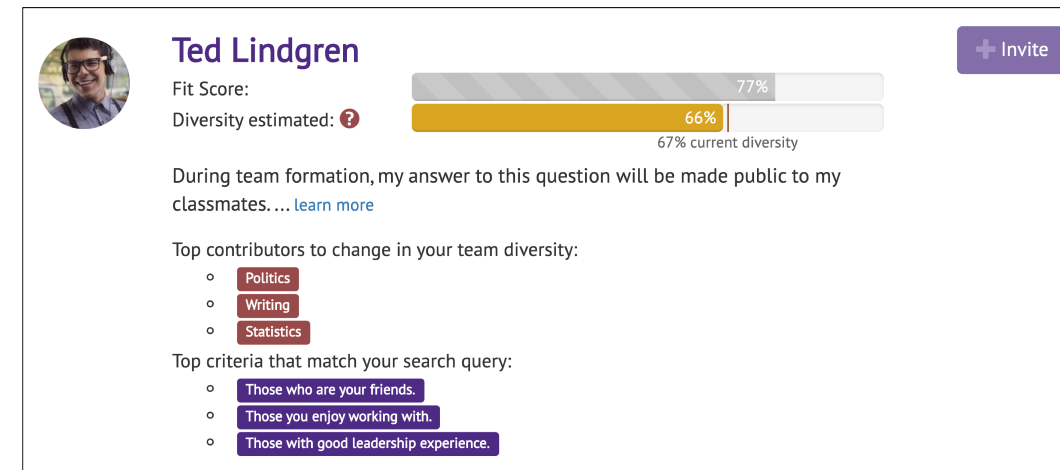 Ted Lindgren
+ Invite
Fit Score:
77%
Diversity estimated: ?
66%
67% current diversity
During team formation, my answer to this question will be made public to my
classmates. ... learn more
Top contributors to change in your team diversity:
Politics
Writing
Statistics
Top criteria that match your search query:
Those who are your friends.
Those you enjoy working with.
Those with good leadership experience.